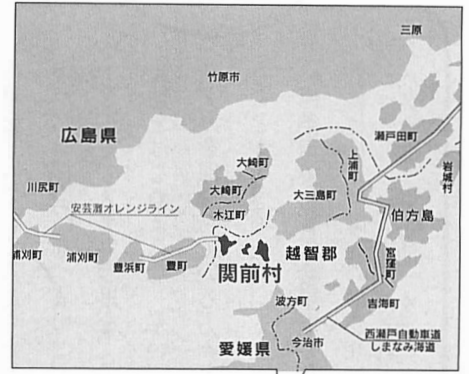 三原
竹原市
広島県
瀬戸田町
上浦町
岩城村
大崎町
大崎町
川尻町
大三島町
安芸灘オレンジライン
木江町
伯方島
蒲刈町
豊浜町
豊町
越智郡
宮窪町
関前村
波方町
吉海町
愛媛県
今治市
西瀬戸自動車道
しまなみ海道